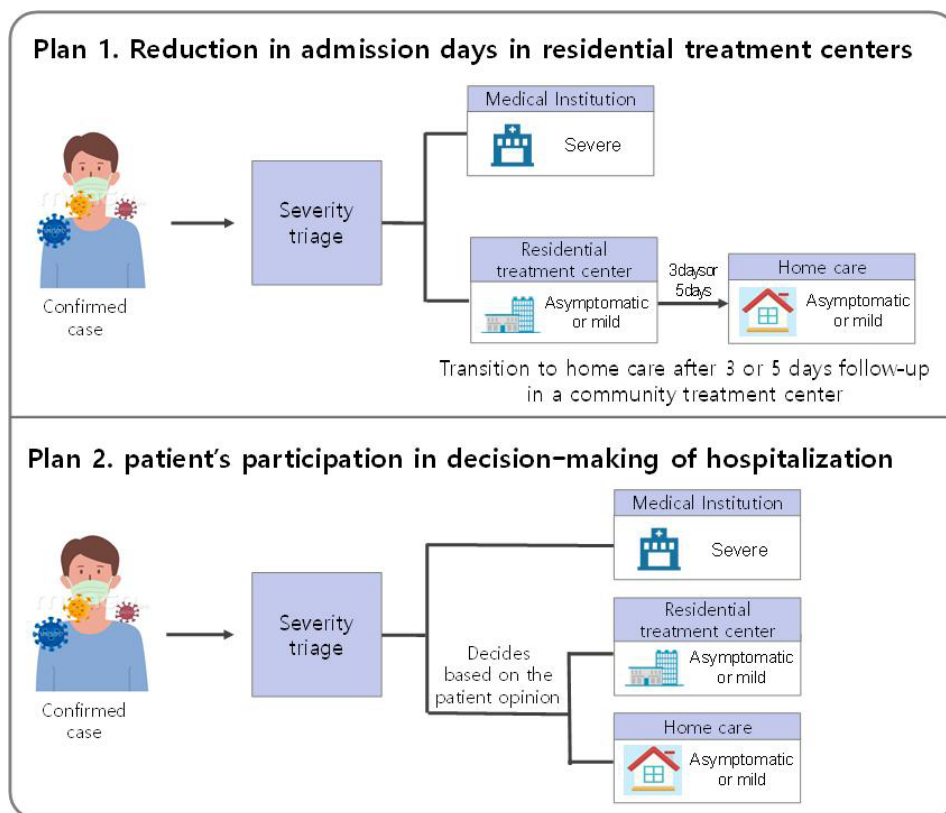 Plan 1. Reduction in admission days in residential treatment centers
Medical Institution
Severe
Severity
triage
Confirmed
case
Residential
treatment center
Asymptomatic
or mild
3daysor
5days
Home care
Asymptomatic
or mild
Transition to home care after 3 or 5 days follow-up
in a community treatment center
Plan 2. patient's participation in decision-making of hospitalization
Medical Institution
Severe
Severity
triage
Confirmed
case
Decides
based on the
patient opinion
Residential
treatment center
Asymptomatic
or mild
Home care
Asymptomatic
or mild